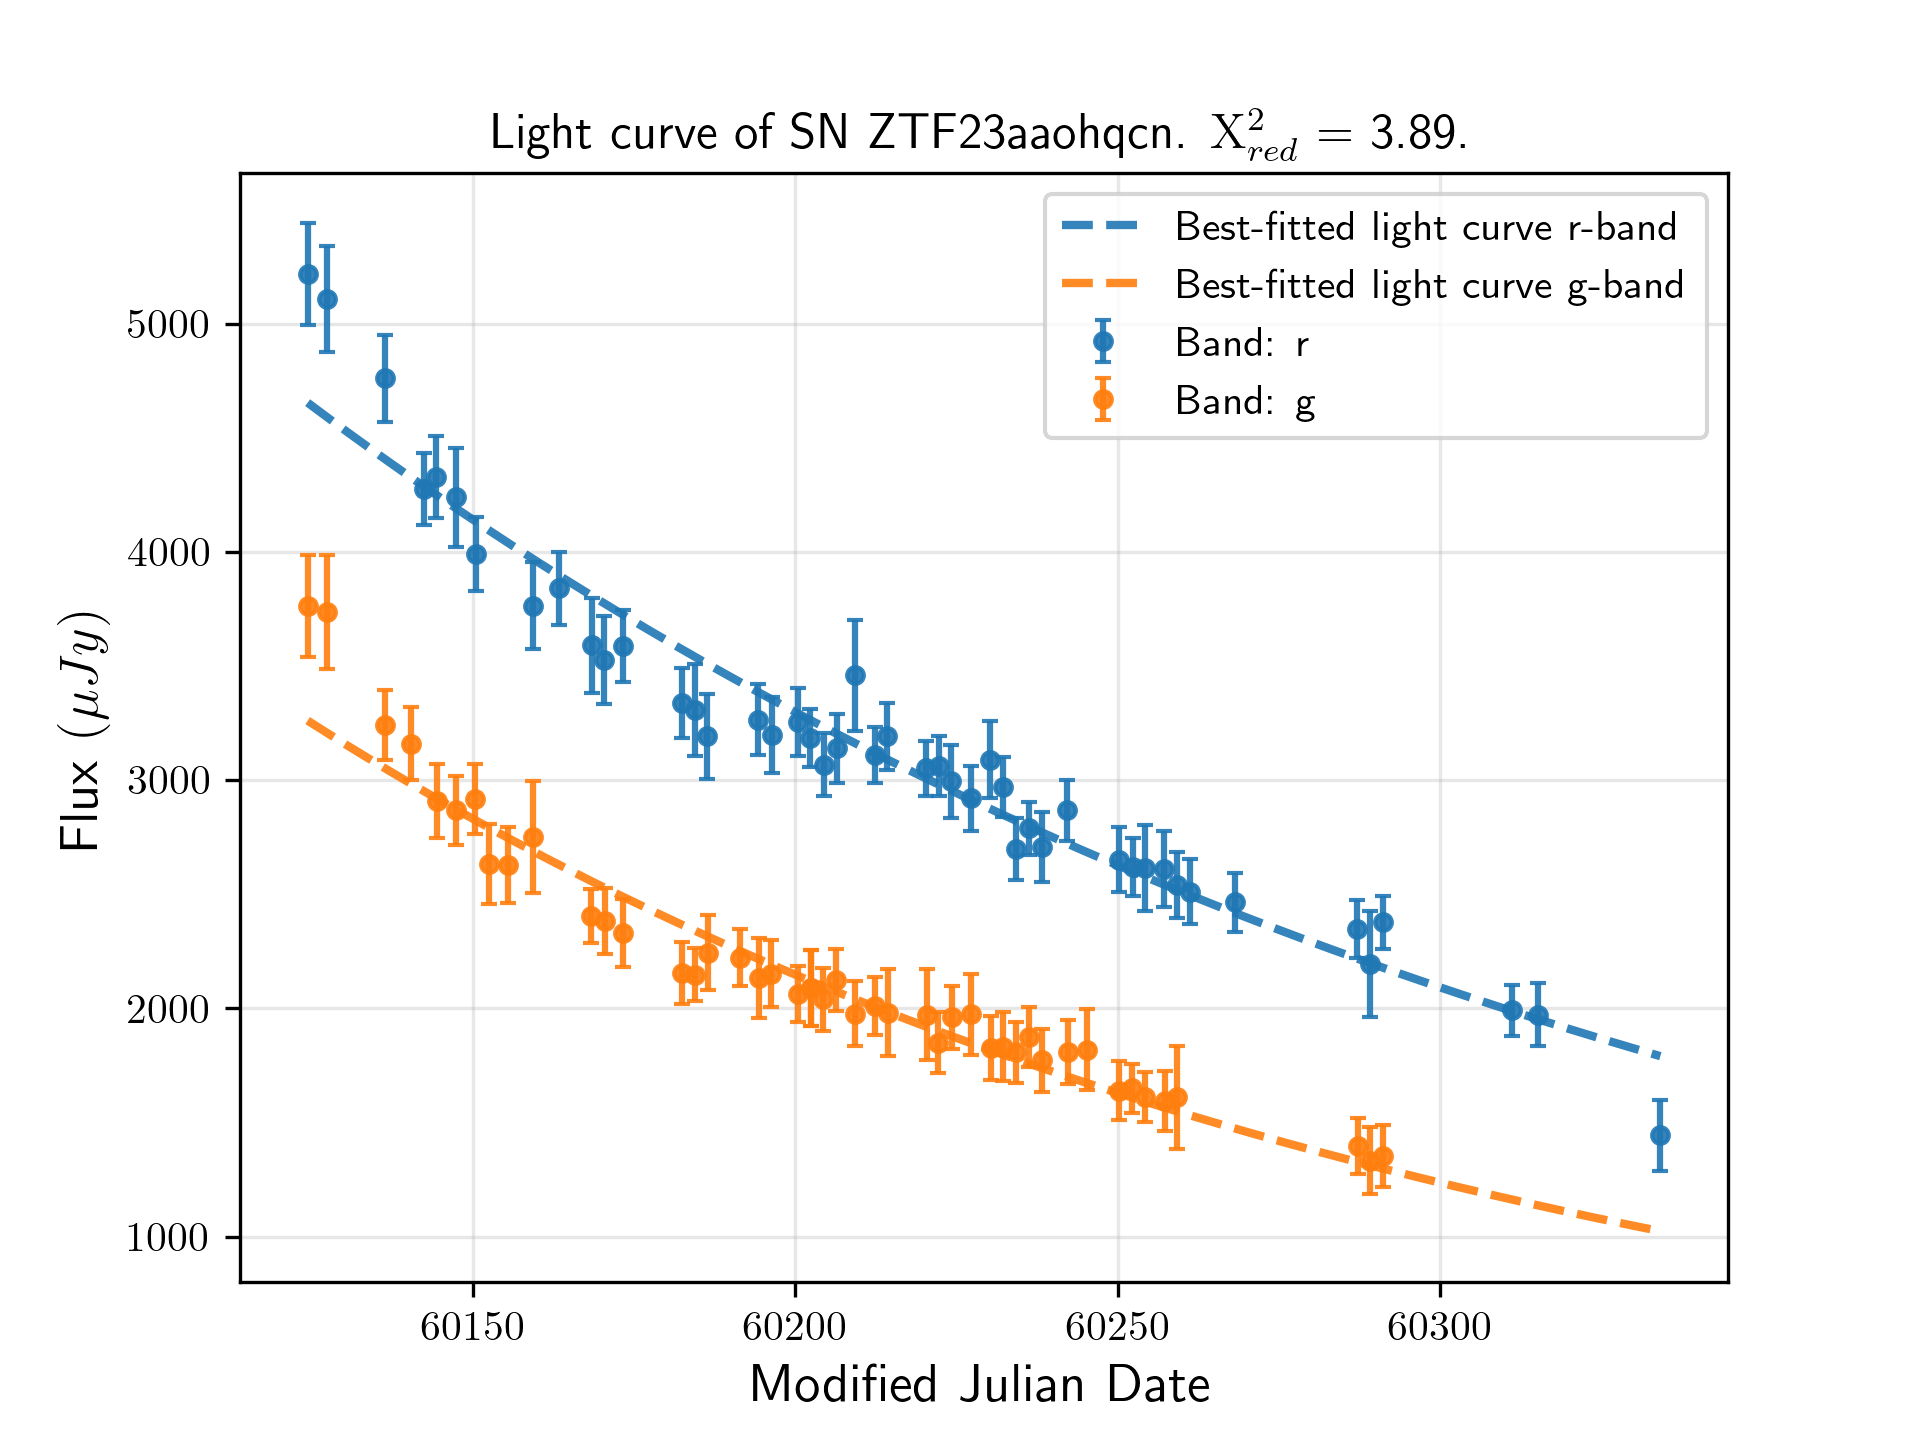 Light curve of SN ZTF23aaohqcn. X²_red = 3.89.
Best-fitted light curve r-band
Best-fitted light curve g-band
Band: r
Band: g
5000
4000
3000
2000
1000
Flux (μJy)
60150 60200 60250 60300
Modified Julian Date